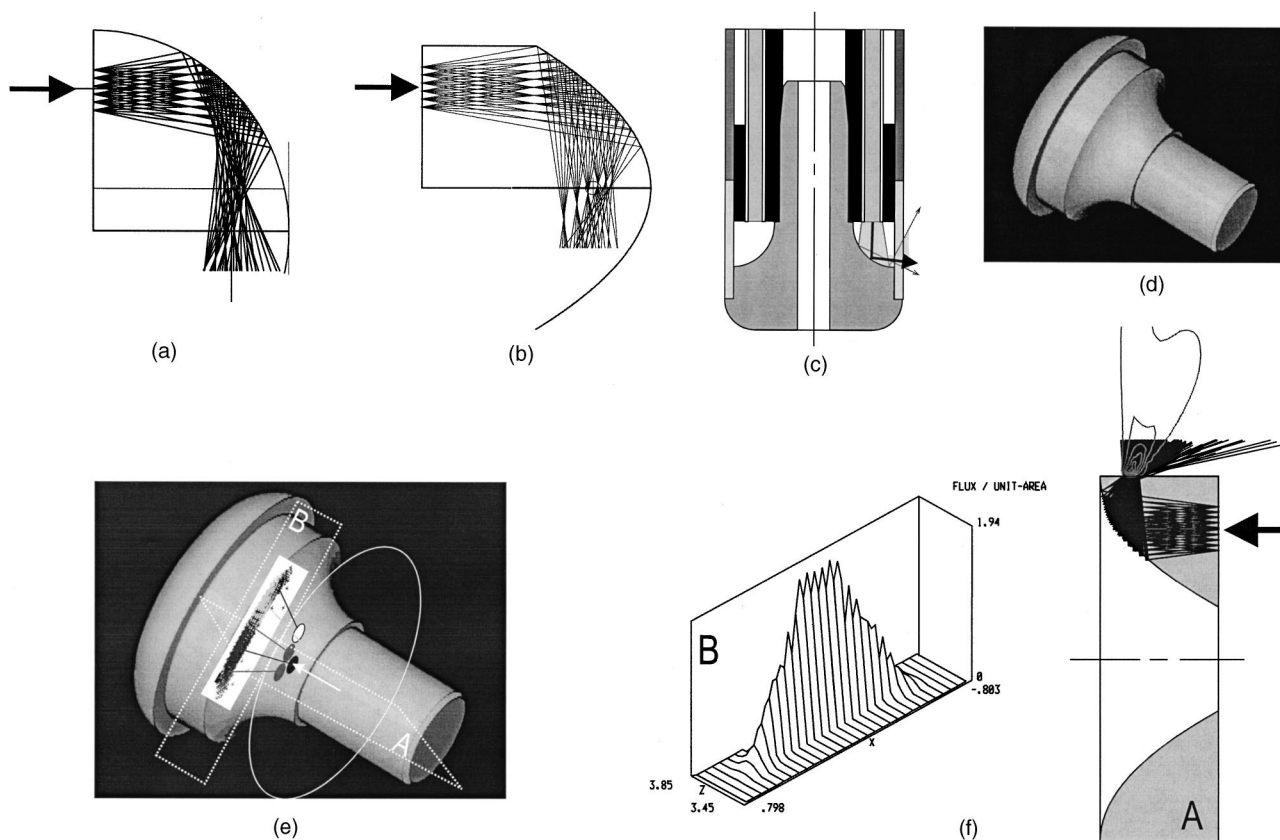 (a)
(b)
(c)
(d)
B
A
(e)
FLUX / UNIT-AREA
1.94
B
0
-.803
X
3.85
Z
3.45
.798
(f)
A